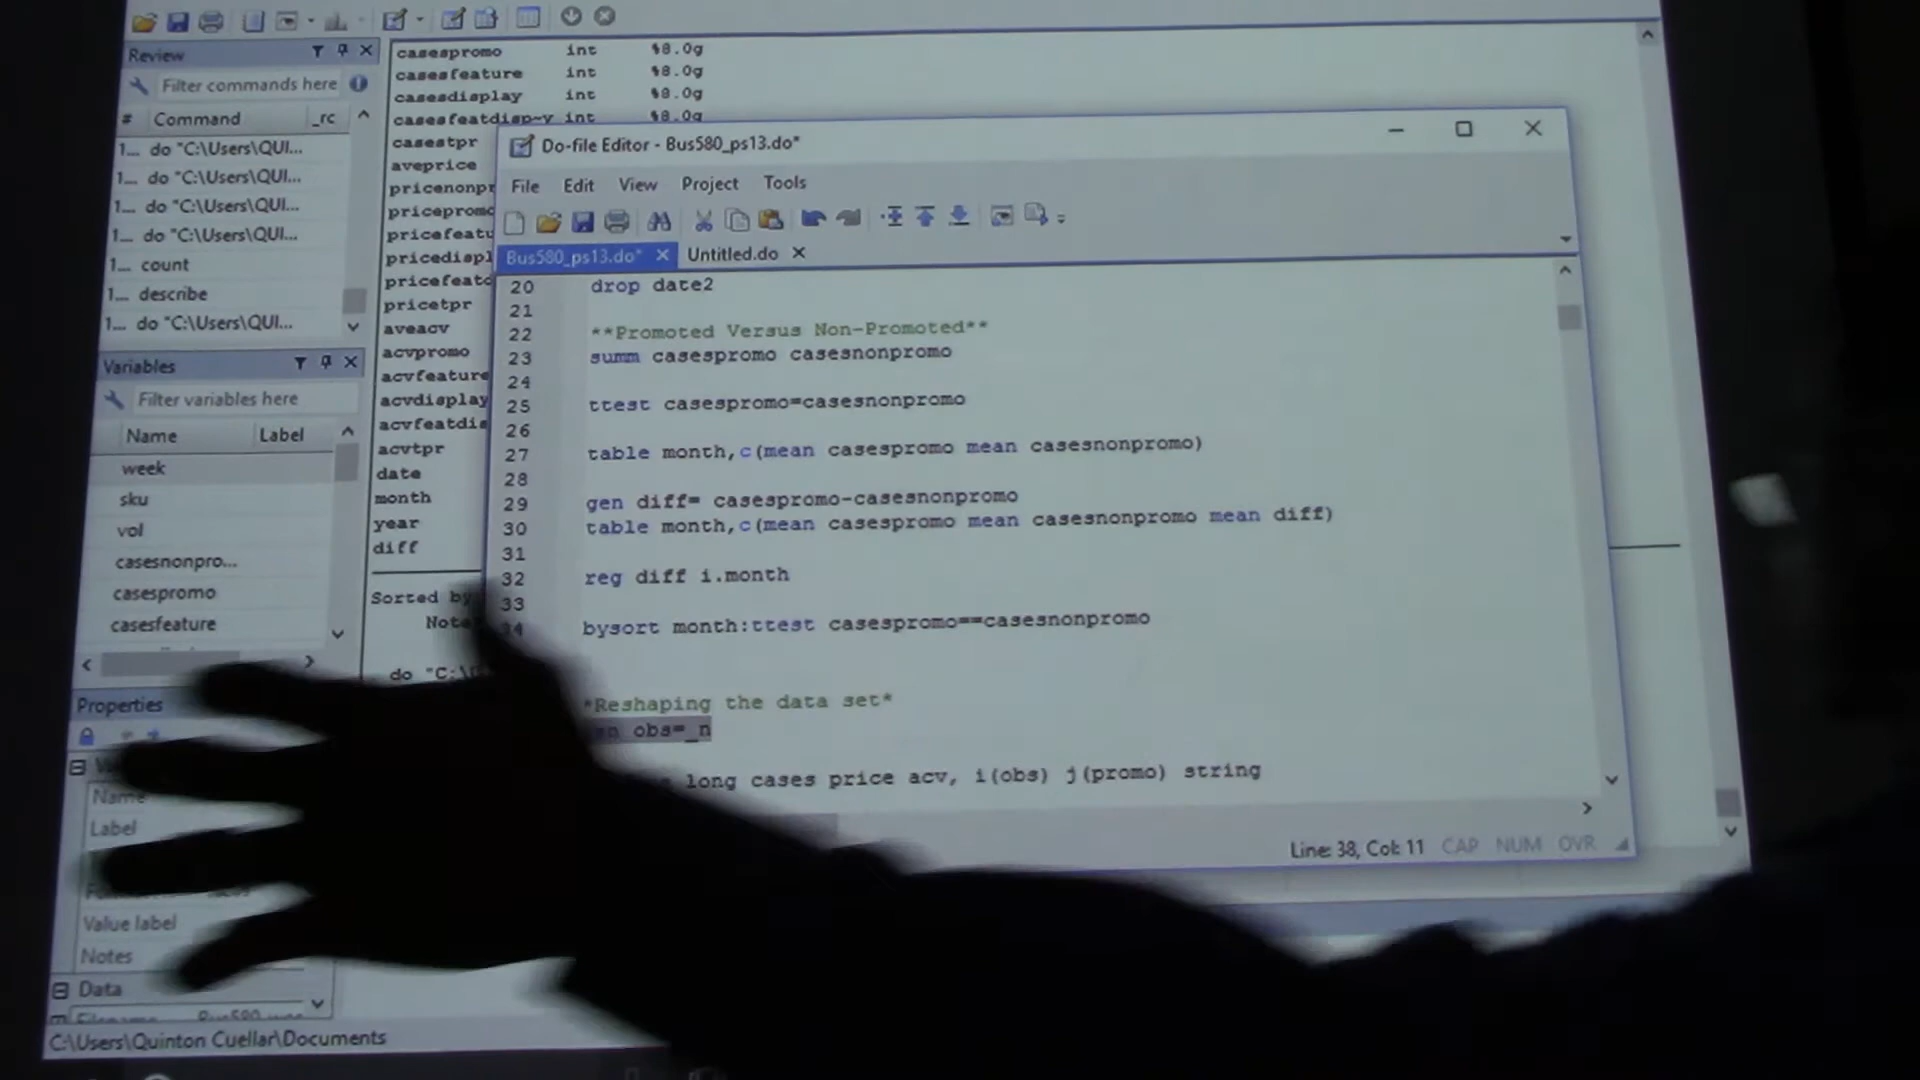 Review
Filter commands here
# Command _rc
1... do "C:\Users\QUI...
1... do "C:\Users\QUI...
1... do "C:\Users\QUI...
1... do "C:\Users\QUI...
1... count
1... describe
1... do "C:\Users\QUI...
Variables
Filter variables here
Name Label
week
sku
vol
casesnonpro...
casespromo
casesfeature
Properties
Name
Label
Value label
Notes
Data
C:\Users\Quinton Cuellar\Documents
casespromo int %8.0g
casesfeature int %8.0g
casesdisplay int %8.0g
casesfeatdisp~y int %8.0g
casestpr
aveprice
pricenonpr
pricepromo
pricefeatu
pricedispl
pricefeatd
pricetpr
aveacv
acvpromo
acvfeature
acvdisplay
acvfeatdis
acvtpr
date
month
year
diff
Sorted by
Note
do "C:\
Do-file Editor - Bus580_ps13.do*
File Edit View Project Tools
Bus580_ps13.do* Untitled.do
20 drop date2
21
22 **Promoted Versus Non-Promoted**
23 summ casespromo casesnonpromo
24
25 ttest casespromo=casesnonpromo
26
27 table month,c(mean casespromo mean casesnonpromo)
28
29 gen diff= casespromo-casesnonpromo
30 table month,c(mean casespromo mean casesnonpromo mean diff)
31
32 reg diff i.month
33
34 bysort month:ttest casespromo==casesnonpromo
*Reshaping the data set*
obs=_n
long cases price acv, i(obs) j(promo) string
Line: 38, Col: 11 CAP NUM OVR